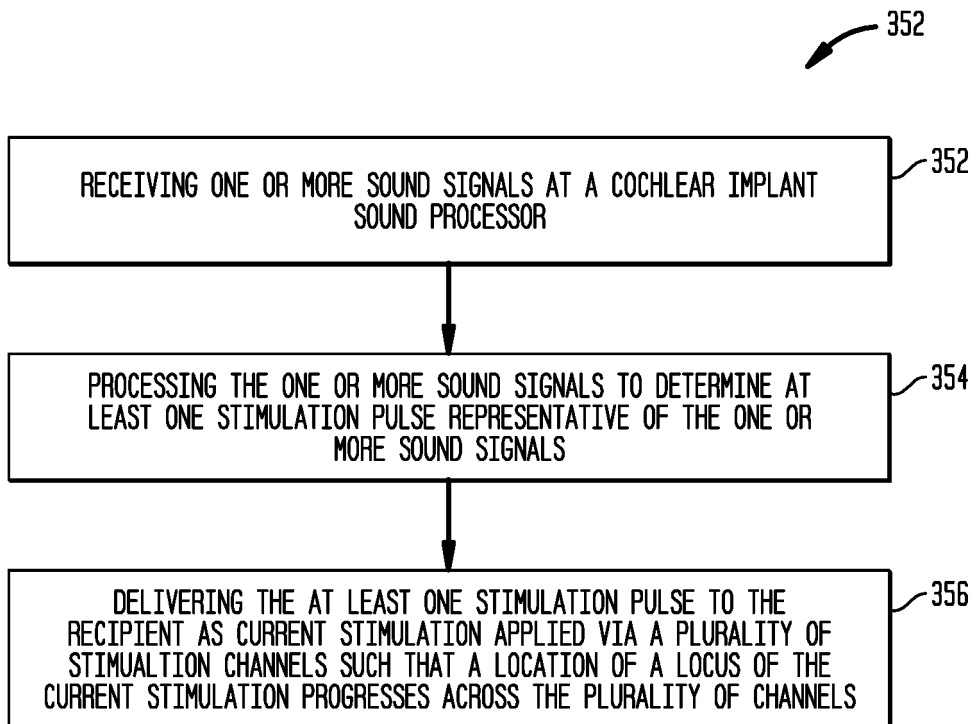 352
RECEIVING ONE OR MORE SOUND SIGNALS AT A COCHLEAR IMPLANT
SOUND PROCESSOR
352
PROCESSING THE ONE OR MORE SOUND SIGNALS TO DETERMINE AT
LEAST ONE STIMULATION PULSE REPRESENTATIVE OF THE ONE OR
MORE SOUND SIGNALS
354
DELIVERING THE AT LEAST ONE STIMULATION PULSE TO THE
RECIPIENT AS CURRENT STIMULATION APPLIED VIA A PLURALITY OF
STIMUALTION CHANNELS SUCH THAT A LOCATION OF A LOCUS OF THE
CURRENT STIMULATION PROGRESSES ACROSS THE PLURALITY OF CHANNELS
356